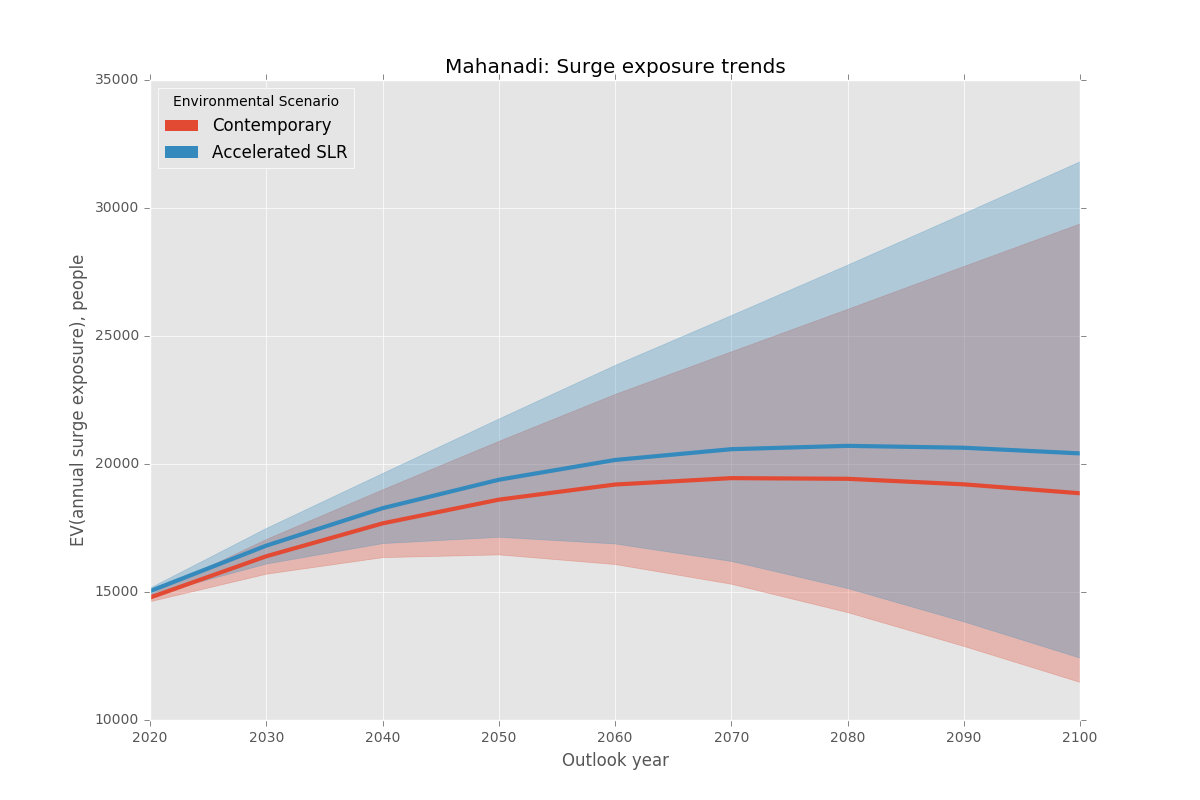 Mahanadi: Surge exposure trends
Environmental Scenario
Contemporary
Accelerated SLR
EV(annual surge exposure), people
35000
30000
25000
20000
15000
10000
2020 2030 2040 2050 2060 2070 2080 2090 2100
Outlook year